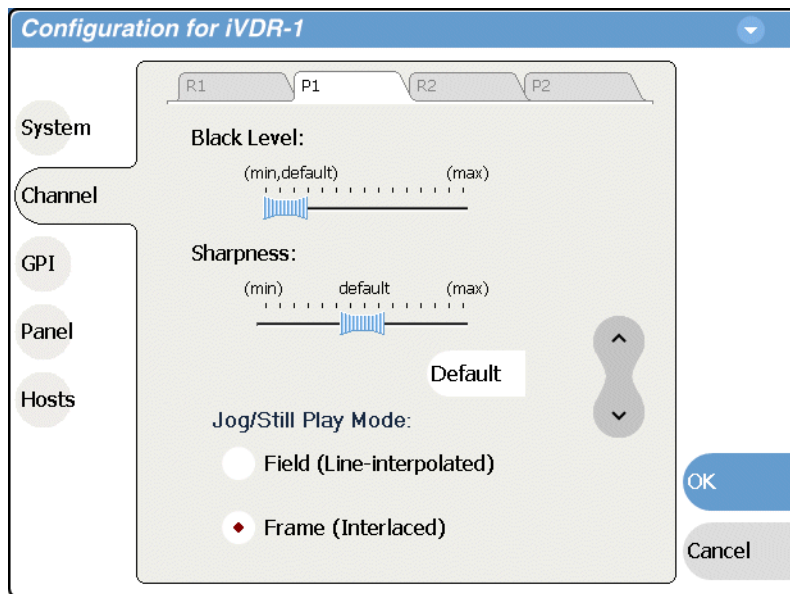 Configuration for iVDR-1
System
Channel
GPI
Panel
Hosts
R1 P1 R2 P2
Black Level:
(min,default) (max)
Sharpness:
(min) default (max)
Default
Jog/Still Play Mode:
Field (Line-interpolated)
Frame (Interlaced)
OK
Cancel